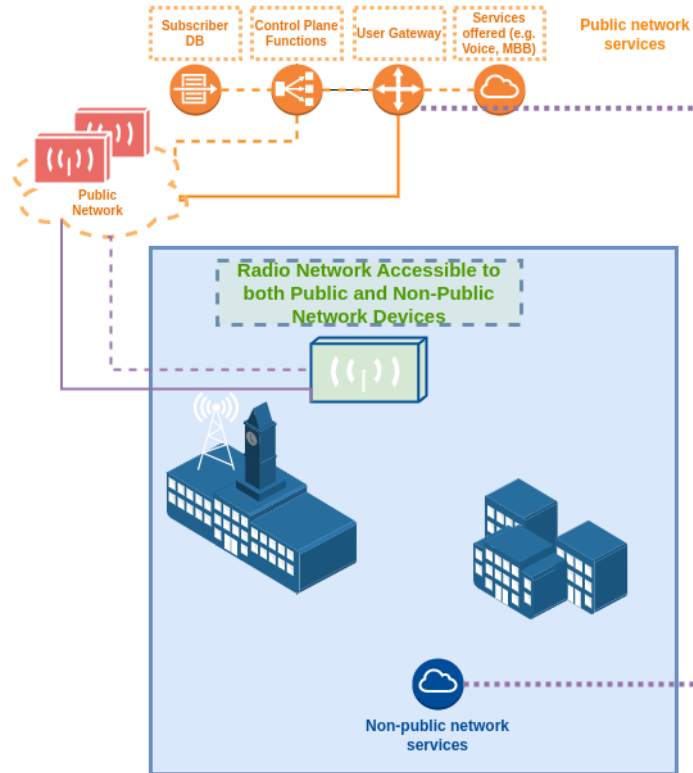 Subscriber
DB
Control Plane
Functions
User Gateway
Services
offered (e.g.
Voice, MBB)
Public network
services
Public
Network
Radio Network Accessible to
both Public and Non-Public
Network Devices
Non-public network
services